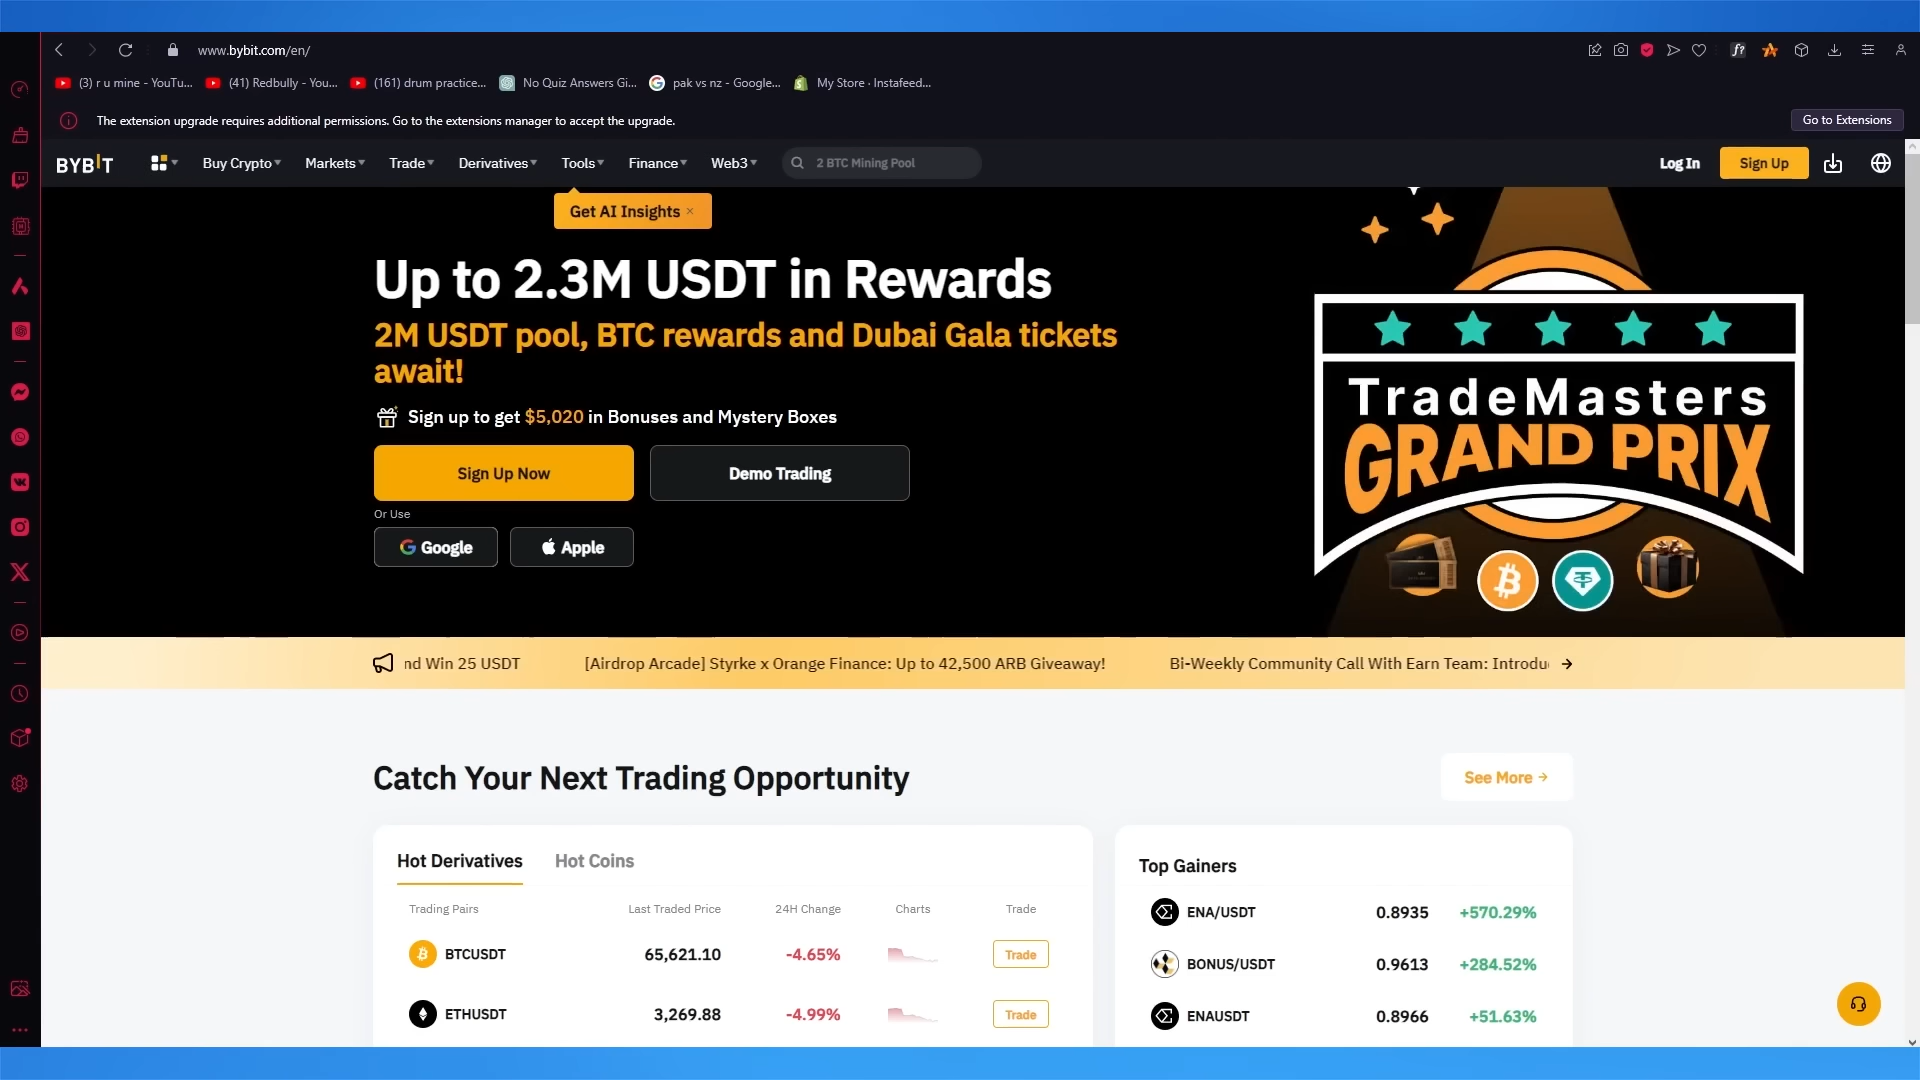 www.bybit.com/en/
(3) r u mine - YouTu...
(41) Redbully - You...
(161) drum practice...
No Quiz Answers Gi...
pak vs nz - Google...
My Store · Instafeed...
The extension upgrade requires additional permissions. Go to the extensions manager to accept the upgrade.
Go to Extensions
BYBIT
Buy Crypto
Markets
Trade
Derivatives
Tools
Finance
Web3
2 BTC Mining Pool
Log In
Sign Up
Get AI Insights ×
Up to 2.3M USDT in Rewards
2M USDT pool, BTC rewards and Dubai Gala tickets
await!
Sign up to get $5,020 in Bonuses and Mystery Boxes
Sign Up Now
Demo Trading
Or Use
Google
Apple
TradeMasters
GRAND PRIX
nd Win 25 USDT
[Airdrop Arcade] Styrke x Orange Finance: Up to 42,500 ARB Giveaway!
Bi-Weekly Community Call With Earn Team: Introdu
Catch Your Next Trading Opportunity
See More
Hot Derivatives
Hot Coins
Trading Pairs
Last Traded Price
24H Change
Charts
Trade
BTCUSDT
65,621.10
-4.65%
Trade
ETHUSDT
3,269.88
-4.99%
Trade
Top Gainers
ENA/USDT
0.8935
+570.29%
BONUS/USDT
0.9613
+284.52%
ENAUSDT
0.8966
+51.63%